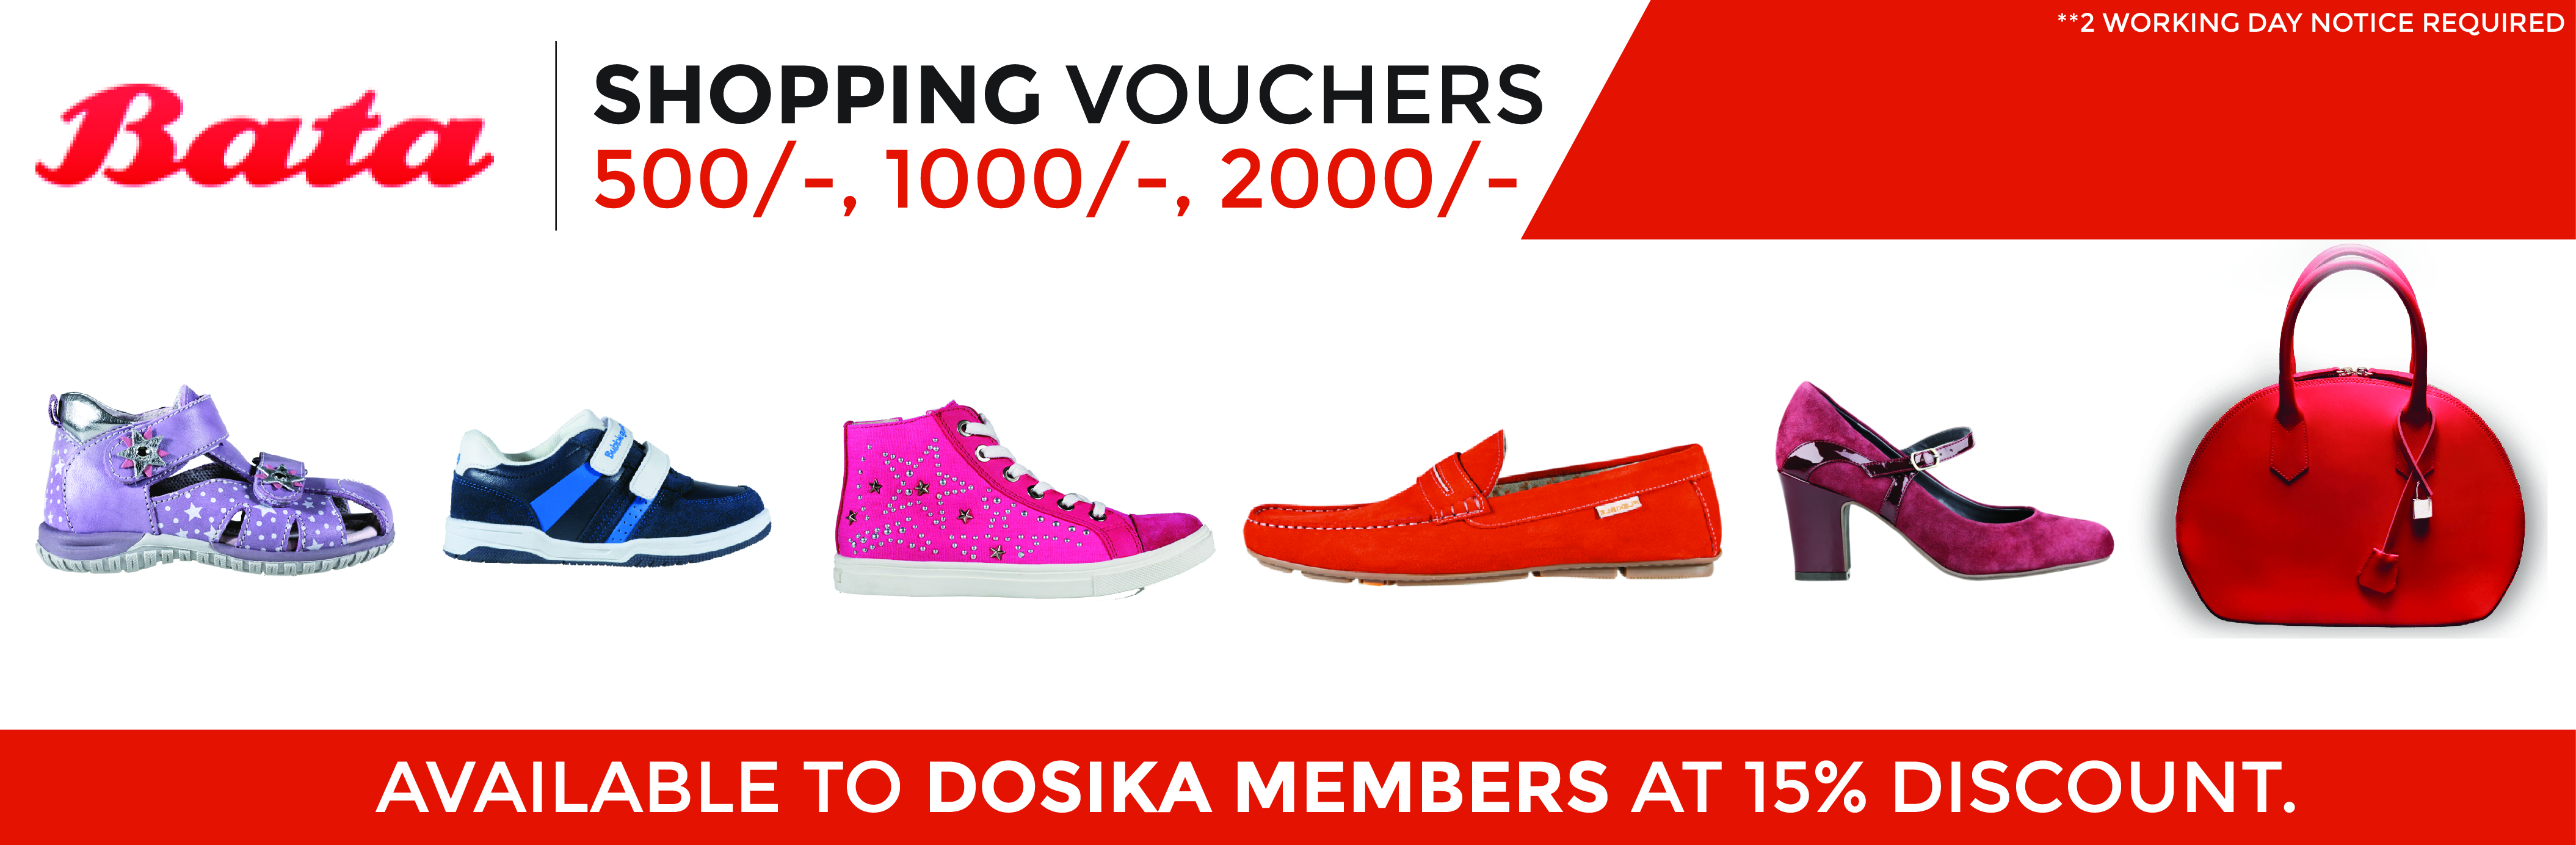 **2 WORKING DAY NOTICE REQUIRED
Bata
SHOPPING VOUCHERS
500/-, 1000/-, 2000/-
AVAILABLE TO DOSIKA MEMBERS AT 15% DISCOUNT.